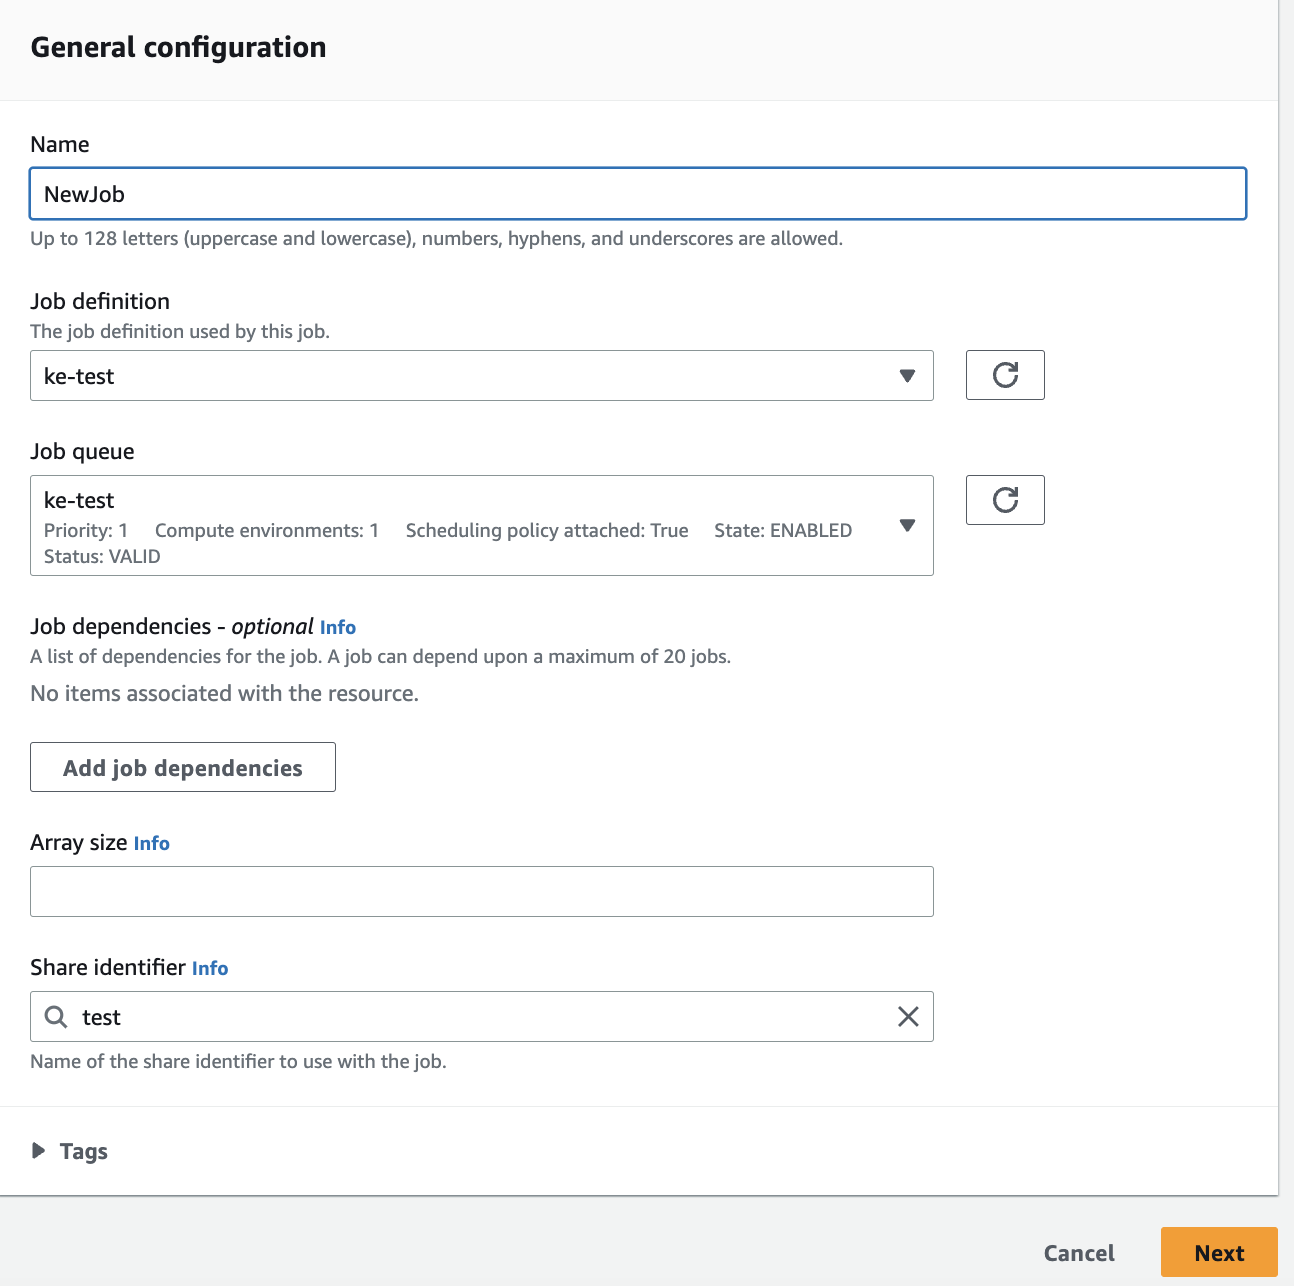 General configuration
Name
NewJob
Up to 128 letters (uppercase and lowercase), numbers, hyphens, and underscores are allowed.
Job definition
The job definition used by this job.
ke-test
Job queue
ke-test
Priority: 1 Compute environments: 1 Scheduling policy attached: True State: ENABLED
Status: VALID
Job dependencies - optional Info
A list of dependencies for the job. A job can depend upon a maximum of 20 jobs.
No items associated with the resource.
Add job dependencies
Array size Info
Share identifier Info
test
Name of the share identifier to use with the job.
Tags
Cancel Next